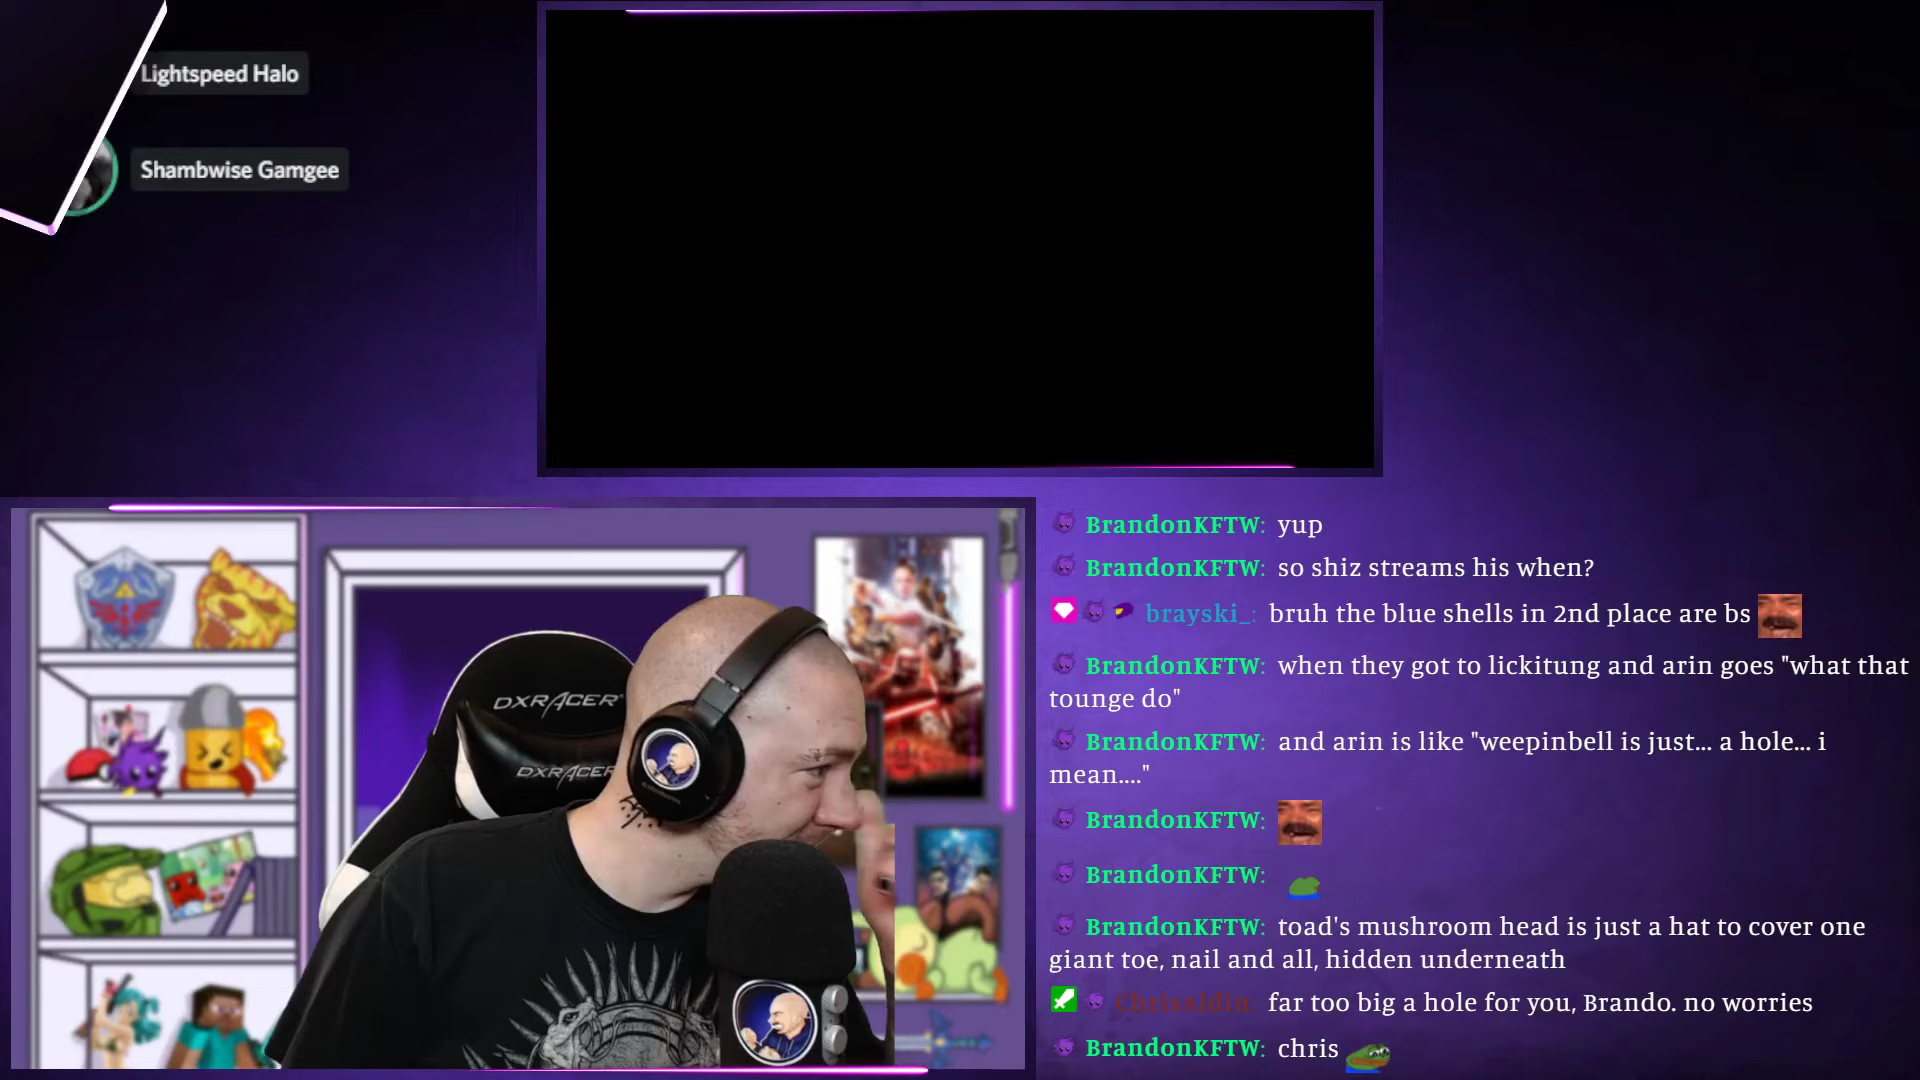 Lightspeed Halo
Shambwise Gamgee
DXRACER
DXRACER
BrandonKFTW: yup
BrandonKFTW: so shiz streams his when?
brayski_: bruh the blue shells in 2nd place are bs
BrandonKFTW: when they got to lickitung and arin goes "what that
tounge do"
BrandonKFTW: and arin is like "weepinbell is just... a hole... i
mean...."
BrandonKFTW:
BrandonKFTW:
BrandonKFTW: toad's mushroom head is just a hat to cover one
giant toe, nail and all, hidden underneath
ChrisAldin: far too big a hole for you, Brando. no worries
BrandonKFTW: chris